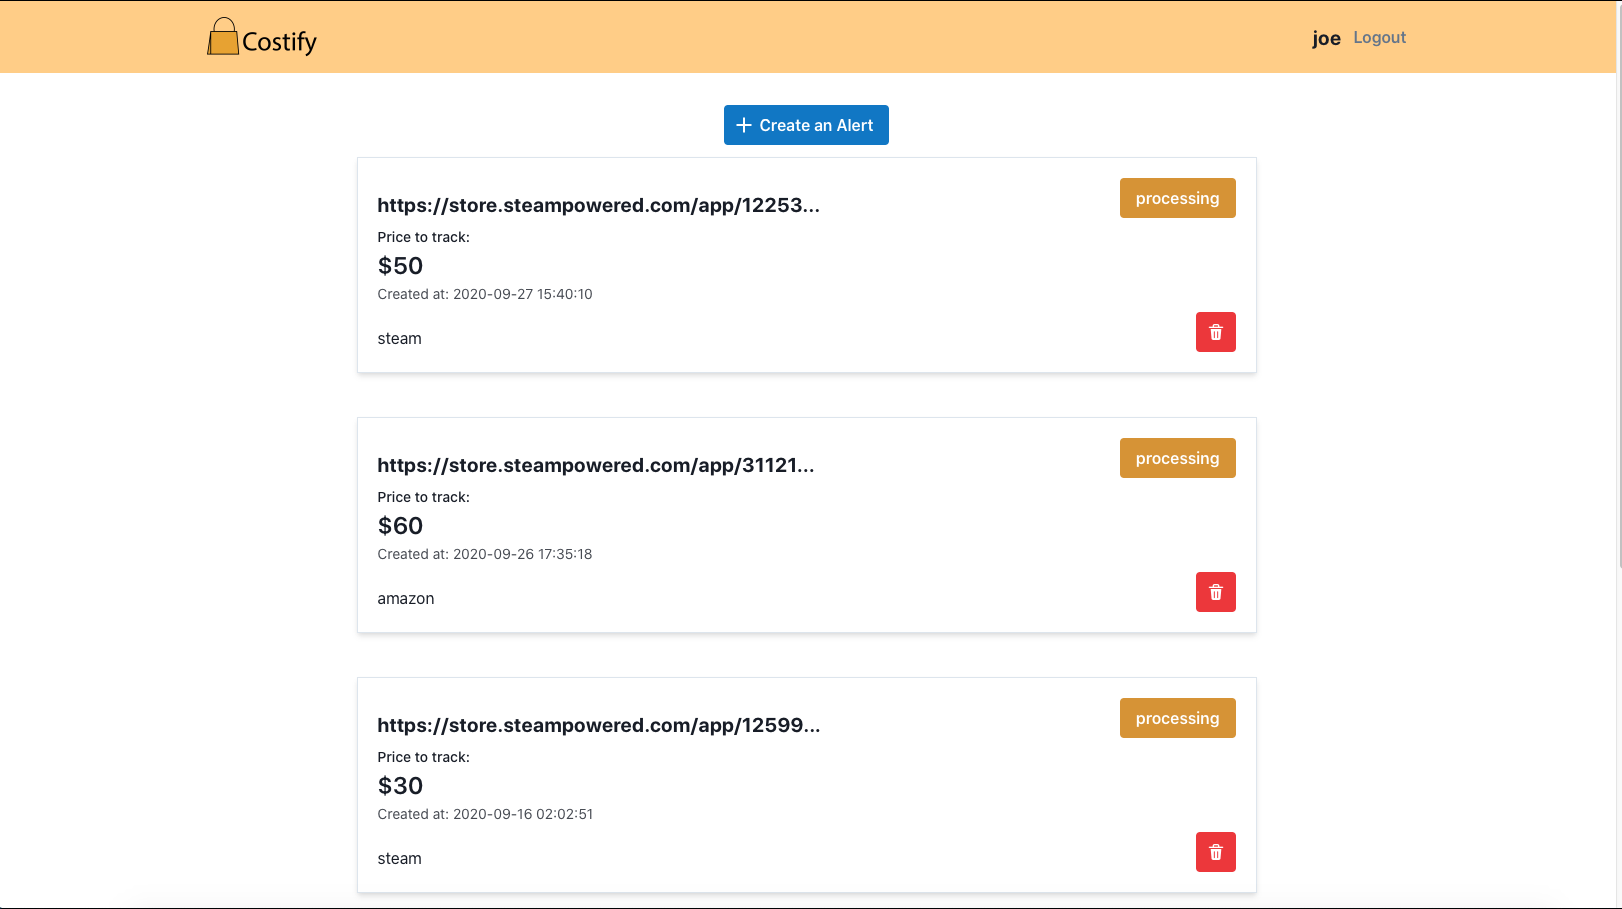 Costify
joe Logout
Create an Alert
https://store.steampowered.com/app/12253...
processing
Price to track:
$50
Created at: 2020-09-27 15:40:10
steam
https://store.steampowered.com/app/31121...
processing
Price to track:
$60
Created at: 2020-09-26 17:35:18
amazon
https://store.steampowered.com/app/12599...
processing
Price to track:
$30
Created at: 2020-09-16 02:02:51
steam